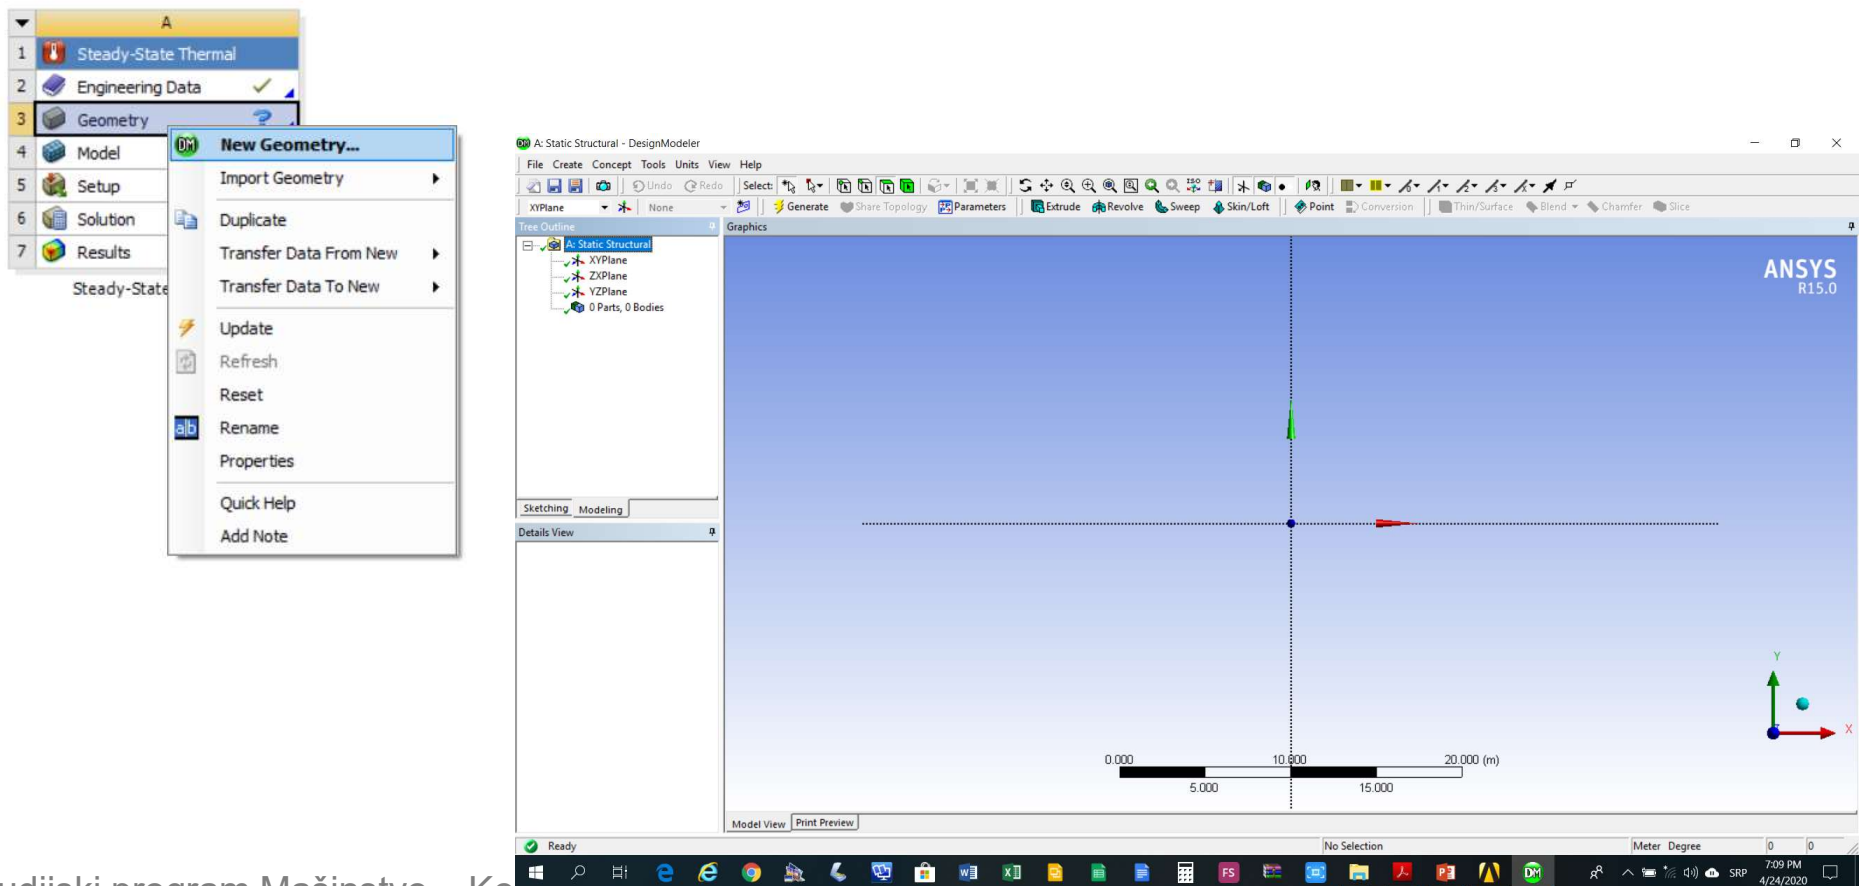 A
1 Steady-State Thermal
2 Engineering Data
3 Geometry
4 Model
5 Setup
6 Solution
7 Results
Steady-State
New Geometry...
Import Geometry
Duplicate
Transfer Data From New
Transfer Data To New
Update
Refresh
Reset
a|b Rename
Properties
Quick Help
Add Note
DM A: Static Structural - DesignModeler
File Create Concept Tools Units View Help
Undo Redo Select:
XYPlane None Generate Share Topology Parameters Extrude Revolve Sweep Skin/Loft Point Conversion Thin/Surface Blend Chamfer Slice
Tree Outline
Graphics
A: Static Structural
XYPlane
ZXPlane
YZPlane
0 Parts, 0 Bodies
Sketching Modeling
Details View
ANSYS
R15.0
Y
X
0.000 10.000 20.000 (m)
5.000 15.000
Model View Print Preview
Ready No Selection Meter Degree 0 0
SRP
7:09 PM
4/24/2020
program Mašinstvo